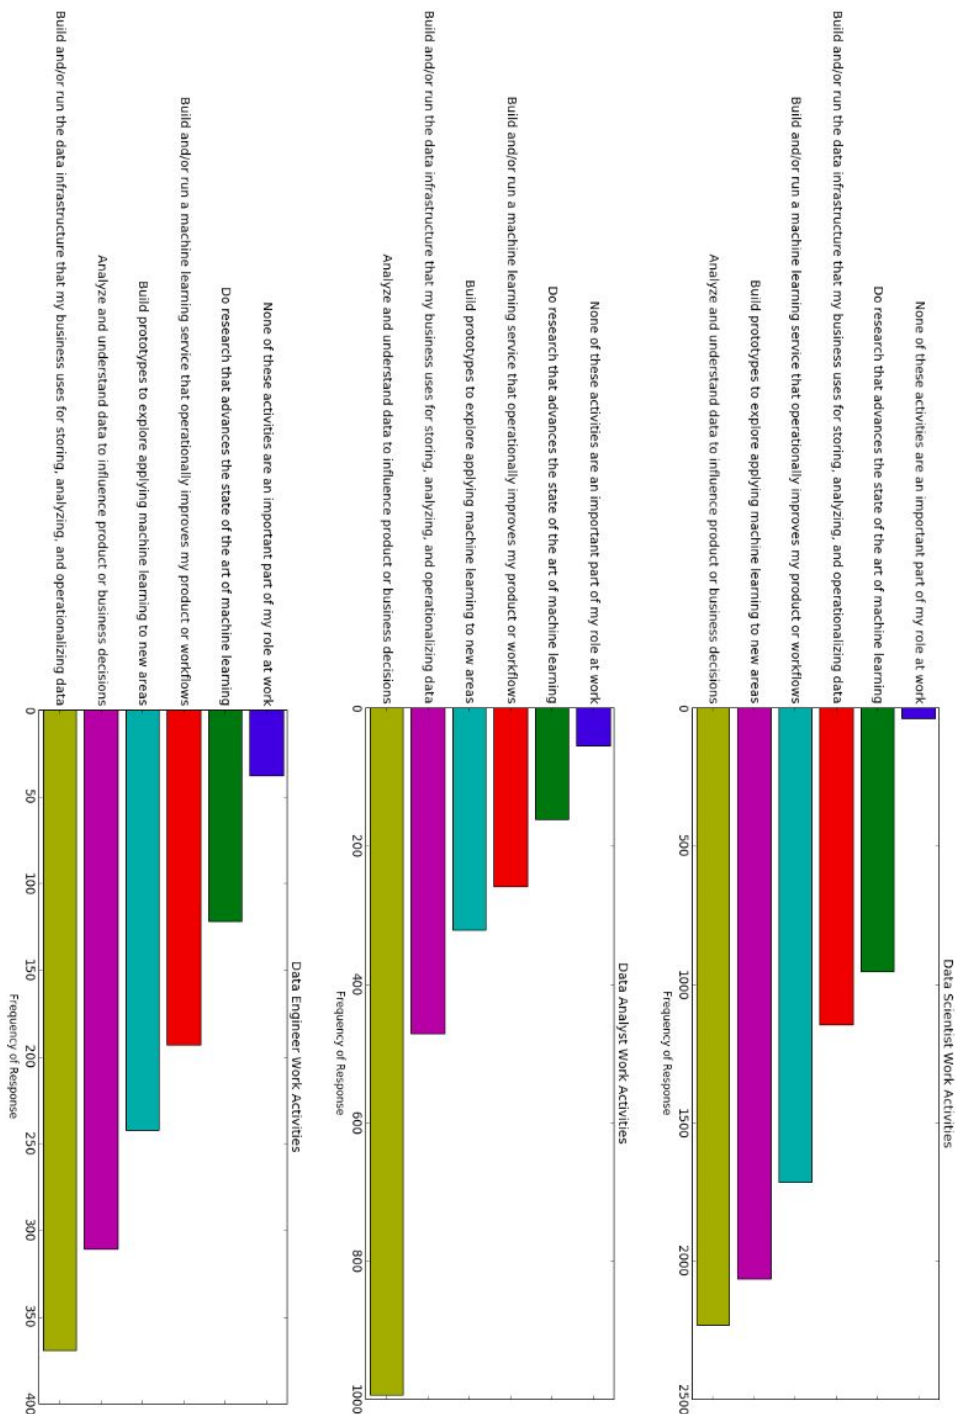 Data Scientist Work Activities
None of these activities are an important part of my role at work
Do research that advances the state of the art of machine learning
Build and/or run the data infrastructure that my business uses for storing, analyzing, and operationalizing data
Build and/or run a machine learning service that operationally improves my product or workflows
Build prototypes to explore applying machine learning to new areas
Analyze and understand data to influence product or business decisions
0 500 1000 1500 2000 2500
Frequency of Response
Data Analyst Work Activities
None of these activities are an important part of my role at work
Do research that advances the state of the art of machine learning
Build and/or run a machine learning service that operationally improves my product or workflows
Build prototypes to explore applying machine learning to new areas
Build and/or run the data infrastructure that my business uses for storing, analyzing, and operationalizing data
Analyze and understand data to influence product or business decisions
0 200 400 600 800 1000
Frequency of Response
Data Engineer Work Activities
None of these activities are an important part of my role at work
Do research that advances the state of the art of machine learning
Build and/or run a machine learning service that operationally improves my product or workflows
Build prototypes to explore applying machine learning to new areas
Analyze and understand data to influence product or business decisions
Build and/or run the data infrastructure that my business uses for storing, analyzing, and operationalizing data
0 50 100 150 200 250 300 350 400
Frequency of Response